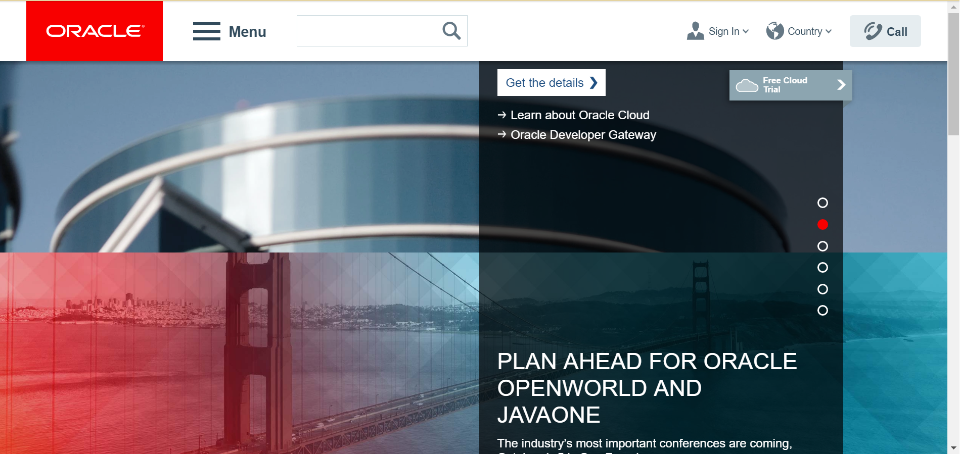 ORACLE
Menu
Sign In
Country
Call
Get the details
Free Cloud
Trial
Learn about Oracle Cloud
Oracle Developer Gateway
PLAN AHEAD FOR ORACLE
OPENWORLD AND
JAVAONE
The industry's most important conferences are coming,